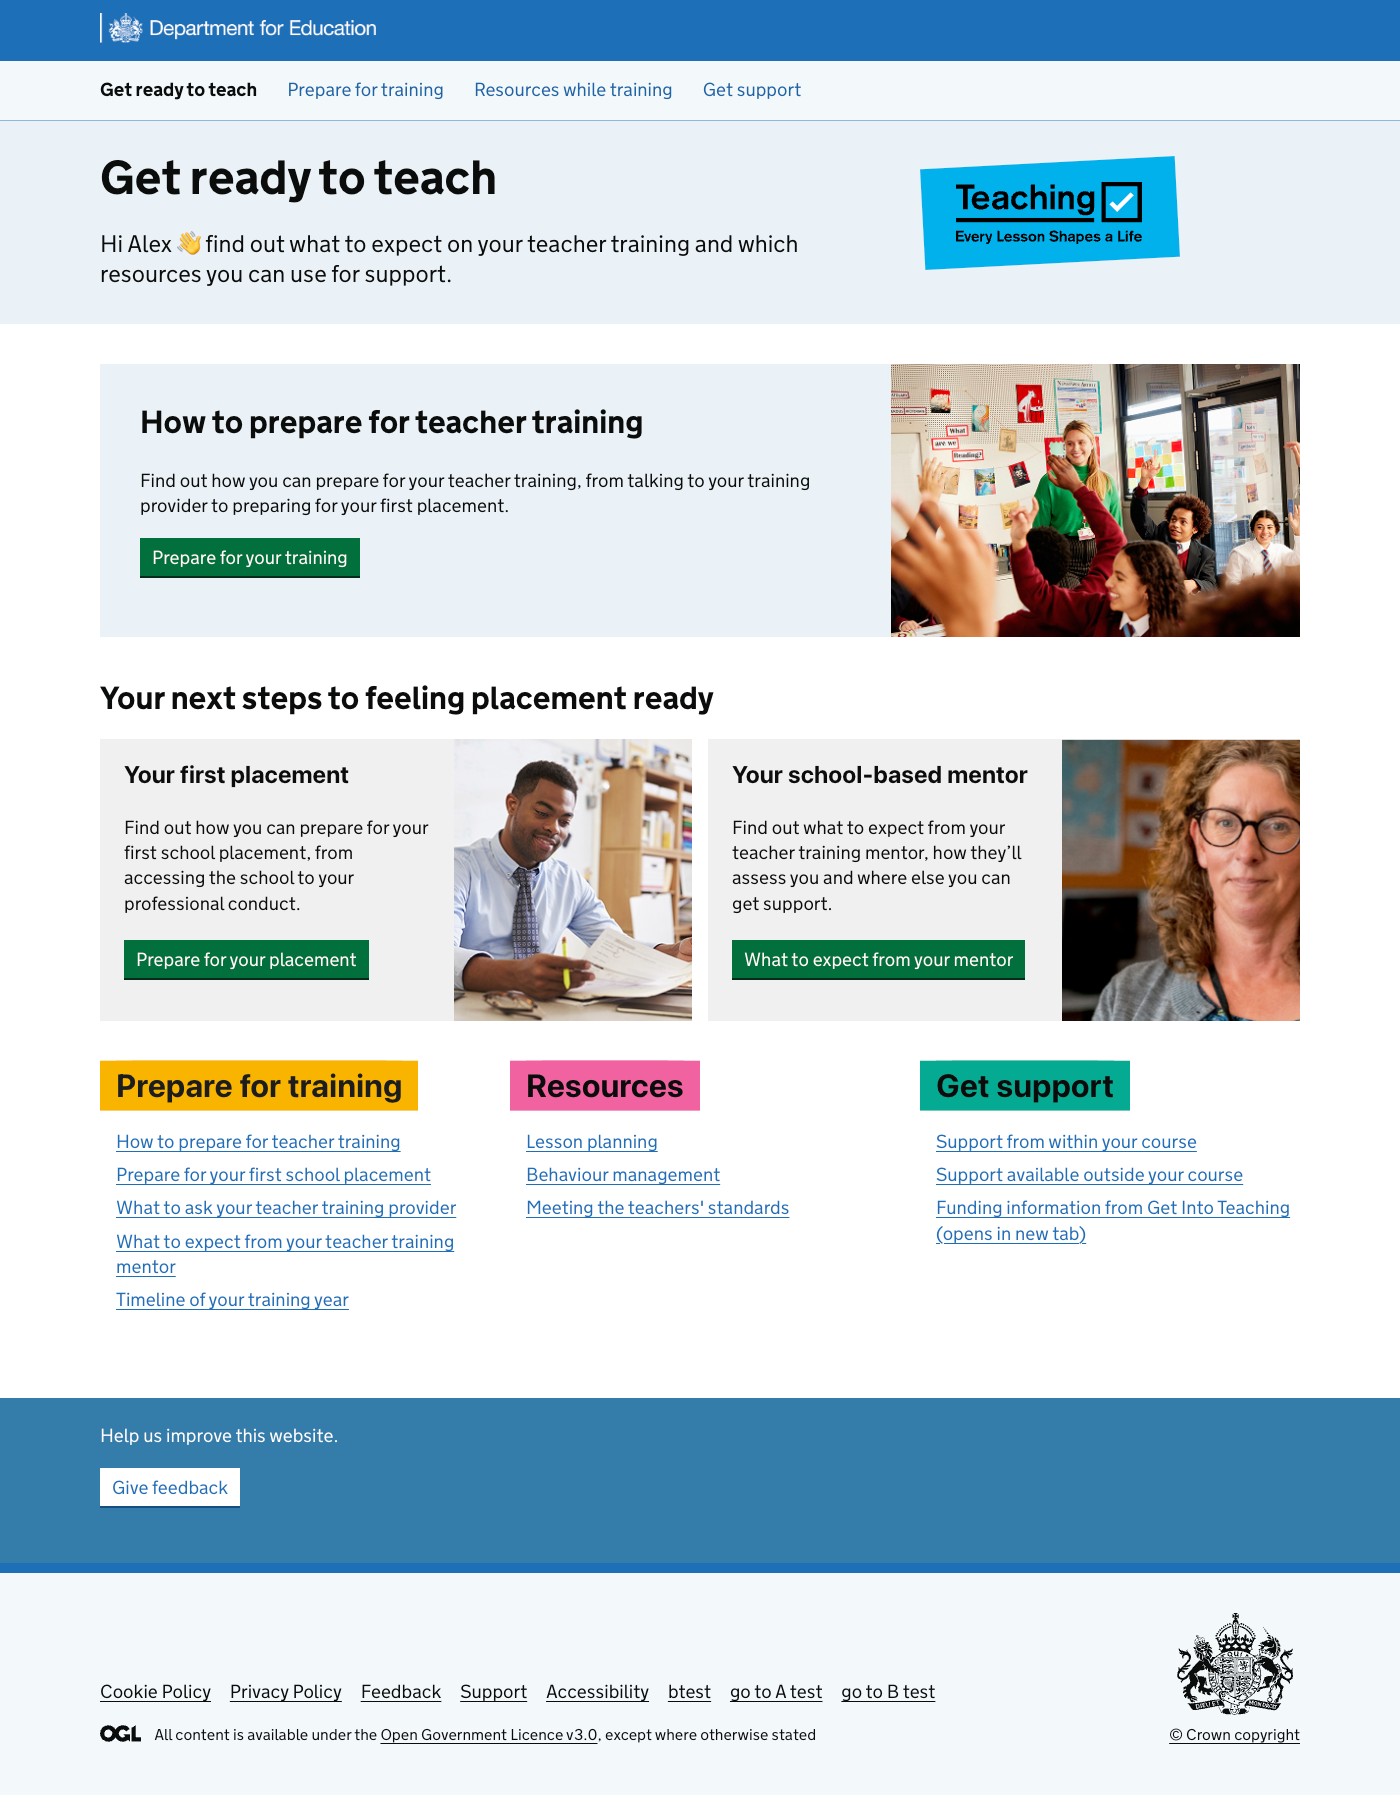 Department for Education
Get ready to teach
Prepare for training
Resources while training
Get support
Get ready to teach
Hi Alex 👋 find out what to expect on your teacher training and which
resources you can use for support.
Teaching
Every Lesson Shapes a Life
How to prepare for teacher training
Find out how you can prepare for your teacher training, from talking to your training
provider to preparing for your first placement.
Prepare for your training
What
are we
Reading?
Your next steps to feeling placement ready
Your first placement
Find out how you can prepare for your
first school placement, from
accessing the school to your
professional conduct.
Prepare for your placement
Your school-based mentor
Find out what to expect from your
teacher training mentor, how they’ll
assess you and where else you can
get support.
What to expect from your mentor
Prepare for training
How to prepare for teacher training
Prepare for your first school placement
What to ask your teacher training provider
What to expect from your teacher training
mentor
Timeline of your training year
Resources
Lesson planning
Behaviour management
Meeting the teachers' standards
Get support
Support from within your course
Support available outside your course
Funding information from Get Into Teaching
(opens in new tab)
Help us improve this website.
Give feedback
Cookie Policy
Privacy Policy
Feedback
Support
Accessibility
btest
go to A test
go to B test
OGL
All content is available under the Open Government Licence v3.0, except where otherwise stated
© Crown copyright